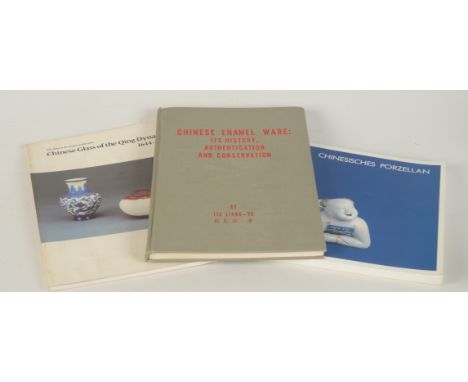 Chinese Glass of the Qing Dyna
1644
CHINESE ENAMEL WARE:
ITS HISTORY,
AUTHENTICATION
AND CONSERVATION
BY
LIU LIANG-YU
CHINESISCHES PORZELLAN